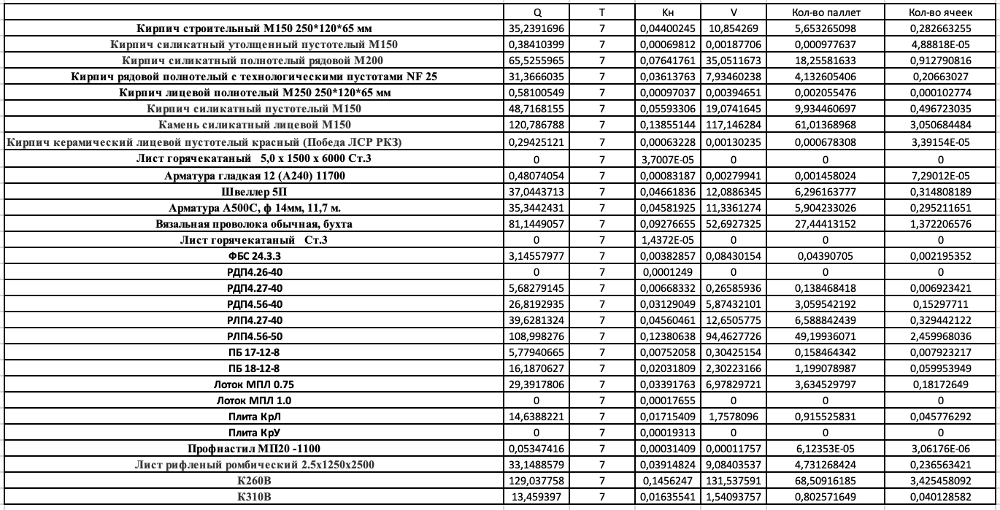 Q T Кн V Кол-во паллет Кол-во ячеек
Кирпич строительный М150 250*120*65 мм 35,2391696 7 0,04400245 10,854269 5,653265098 0,282663255
Кирпич силикатный утолщенный пустотелый М150 0,38410399 7 0,00069812 0,00187706 0,000977637 4,88818E-05
Кирпич силикатный полнотелый рядовой М200 65,5255965 7 0,07641761 35,0511673 18,25581633 0,912790816
Кирпич рядовой полнотелый с технологическими пустотами NF 25 31,3666035 7 0,03613763 7,93460238 4,132605406 0,20663027
Кирпич лицевой полнотелый М250 250*120*65 мм 0,58100549 7 0,00097037 0,00394651 0,002055476 0,000102774
Кирпич силикатный пустотелый М150 48,7168155 7 0,05593306 19,0741645 9,934460697 0,496723035
Камень силикатный лицевой М150 120,786788 7 0,13855144 117,146284 61,01368968 3,050684484
Кирпич керамический лицевой пустотелый красный (Победа ЛСР РКЗ) 0,29425121 7 0,00063228 0,00130235 0,000678308 3,39154E-05
Лист горячекатаный 5,0 х 1500 х 6000 Ст.3 0 7 3,7007E-05 0 0 0
Арматура гладкая 12 (А240) 11700 0,48074054 7 0,00083187 0,00279941 0,001458024 7,29012E-05
Швеллер 5П 37,0443713 7 0,04661836 12,0886345 6,296163777 0,314808189
Арматура А500С, ф 14мм, 11,7 м. 35,3442431 7 0,04581925 11,3361274 5,904233026 0,295211651
Вязальная проволока обычная, бухта 81,1449057 7 0,09276655 52,6927325 27,44413152 1,372206576
Лист горячекатаный Ст.3 0 7 1,4372E-05 0 0 0
ФБС 24.3.3 3,14557977 7 0,00382857 0,08430154 0,04390705 0,002195352
РДП4.26-40 0 7 0,0001249 0 0 0
РДП4.27-40 5,68279145 7 0,00668332 0,26585936 0,138468418 0,006923421
РДП4.56-40 26,8192935 7 0,03129049 5,87432101 3,059542192 0,15297711
РЛП4.27-40 39,6281324 7 0,04560461 12,6505775 6,588842439 0,329442122
РЛП4.56-50 108,998276 7 0,12380638 94,4627726 49,19936071 2,459968036
ПБ 17-12-8 5,77940665 7 0,00752058 0,30425154 0,158464342 0,007923217
ПБ 18-12-8 16,1870627 7 0,02031809 2,30223166 1,199078987 0,059953949
Лоток МПЛ 0.75 29,3917806 7 0,03391763 6,97829721 3,634529797 0,18172649
Лоток МПЛ 1.0 0 7 0,00017655 0 0 0
Плита КрЛ 14,6388221 7 0,01715409 1,7578096 0,915525831 0,045776292
Плита КрУ 0 7 0,00019313 0 0 0
Профнастил МП20 -1100 0,05347416 7 0,00031409 0,00011757 6,12353E-05 3,06176E-06
Лист рифленый ромбический 2.5х1250х2500 33,1488579 7 0,03914824 9,08403537 4,731268424 0,236563421
К260В 129,037758 7 0,1456247 131,537591 68,50916185 3,425458092
К310В 13,459397 7 0,01635541 1,54093757 0,802571649 0,040128582